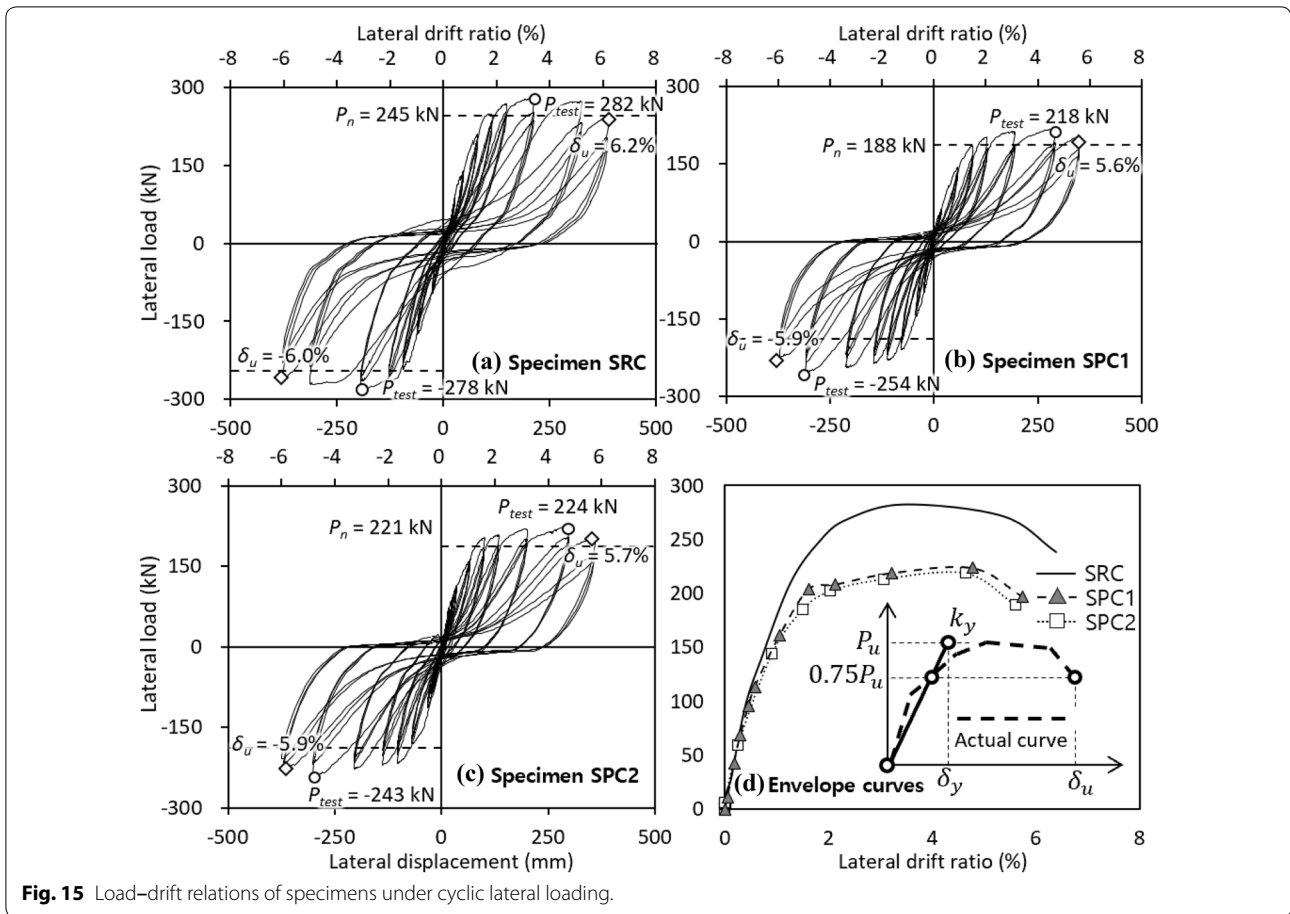 Lateral drift ratio (%)
-8 -6 -4 -2 0 2 4 6 8
300
150
0
-150
-300
Lateral load (kN)
P_n = 245 kN
P_test = 282 kN
δ_u = 6.2%
δ_u = -6.0%
P_test = -278 kN
(a) Specimen SRC
-500 -250 0 250 500
Lateral drift ratio (%)
-8 -6 -4 -2 0 2 4 6 8
300
150
0
-150
-300
P_n = 188 kN
P_test = 218 kN
δ_u = 5.6%
δ_u = -5.9%
P_test = -254 kN
(b) Specimen SPC1
-500 -250 0 250 500
-8 -6 -4 -2 0 2 4 6 8
300
150
0
-150
-300
Lateral load (kN)
P_n = 221 kN
P_test = 224 kN
δ_u = 5.7%
δ_u = -5.9%
P_test = -243 kN
(c) Specimen SPC2
-500 -250 0 250 500
Lateral displacement (mm)
300
250
200
150
100
50
0
SRC
SPC1
SPC2
k_y
P_u
0.75P_u
Actual curve
δ_y
δ_u
(d) Envelope curves
0 2 4 6 8
Lateral drift ratio (%)
Fig. 15 Load–drift relations of specimens under cyclic lateral loading.